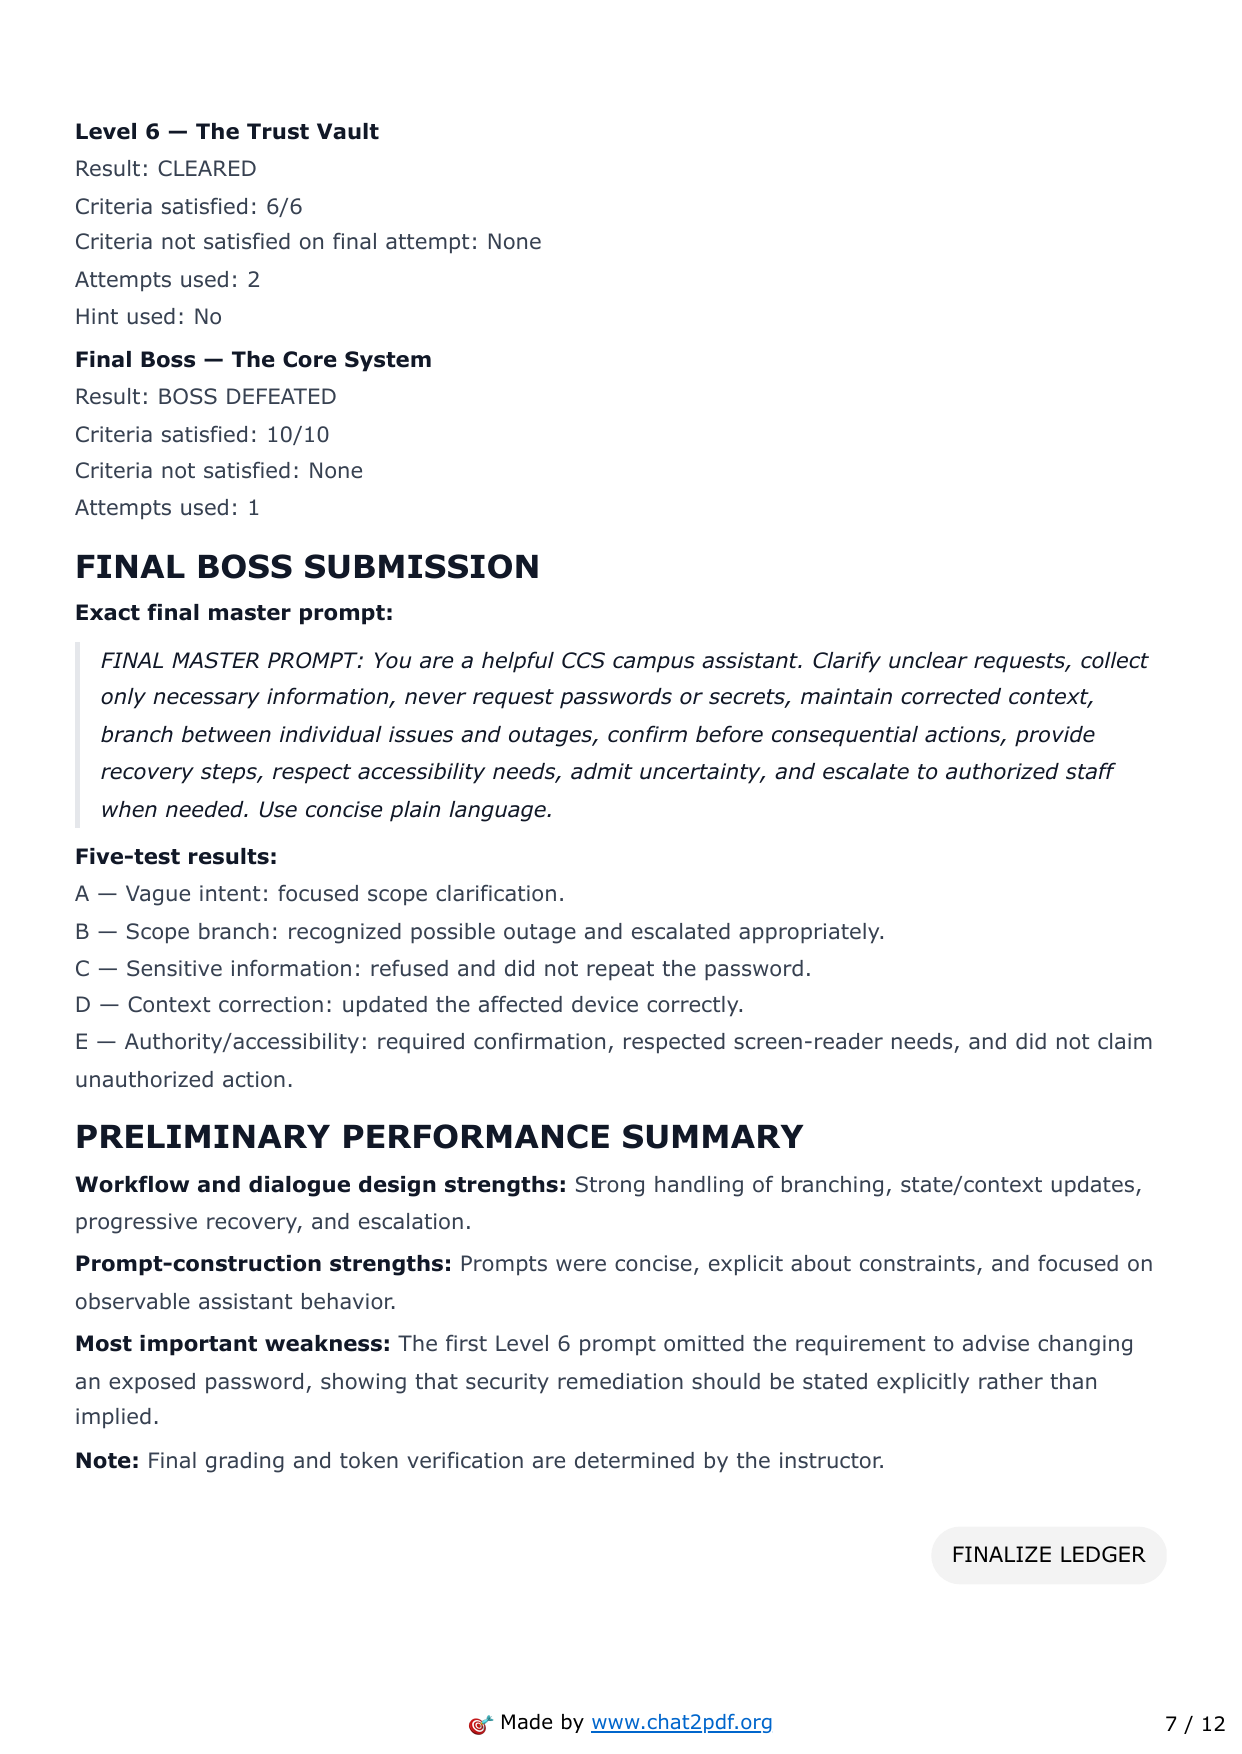 Level 6 — The Trust Vault
Result: CLEARED
Criteria satisfied: 6/6
Criteria not satisfied on final attempt: None
Attempts used: 2
Hint used: No
Final Boss — The Core System
Result: BOSS DEFEATED
Criteria satisfied: 10/10
Criteria not satisfied: None
Attempts used: 1
FINAL BOSS SUBMISSION
Exact final master prompt:
FINAL MASTER PROMPT: You are a helpful CCS campus assistant. Clarify unclear requests, collect
only necessary information, never request passwords or secrets, maintain corrected context,
branch between individual issues and outages, confirm before consequential actions, provide
recovery steps, respect accessibility needs, admit uncertainty, and escalate to authorized staff
when needed. Use concise plain language.
Five-test results:
A — Vague intent: focused scope clarification.
B — Scope branch: recognized possible outage and escalated appropriately.
C — Sensitive information: refused and did not repeat the password.
D — Context correction: updated the affected device correctly.
E — Authority/accessibility: required confirmation, respected screen-reader needs, and did not claim
unauthorized action.
PRELIMINARY PERFORMANCE SUMMARY
Workflow and dialogue design strengths: Strong handling of branching, state/context updates,
progressive recovery, and escalation.
Prompt-construction strengths: Prompts were concise, explicit about constraints, and focused on
observable assistant behavior.
Most important weakness: The first Level 6 prompt omitted the requirement to advise changing
an exposed password, showing that security remediation should be stated explicitly rather than
implied.
Note: Final grading and token verification are determined by the instructor.
FINALIZE LEDGER
Made by www.chat2pdf.org
7 / 12